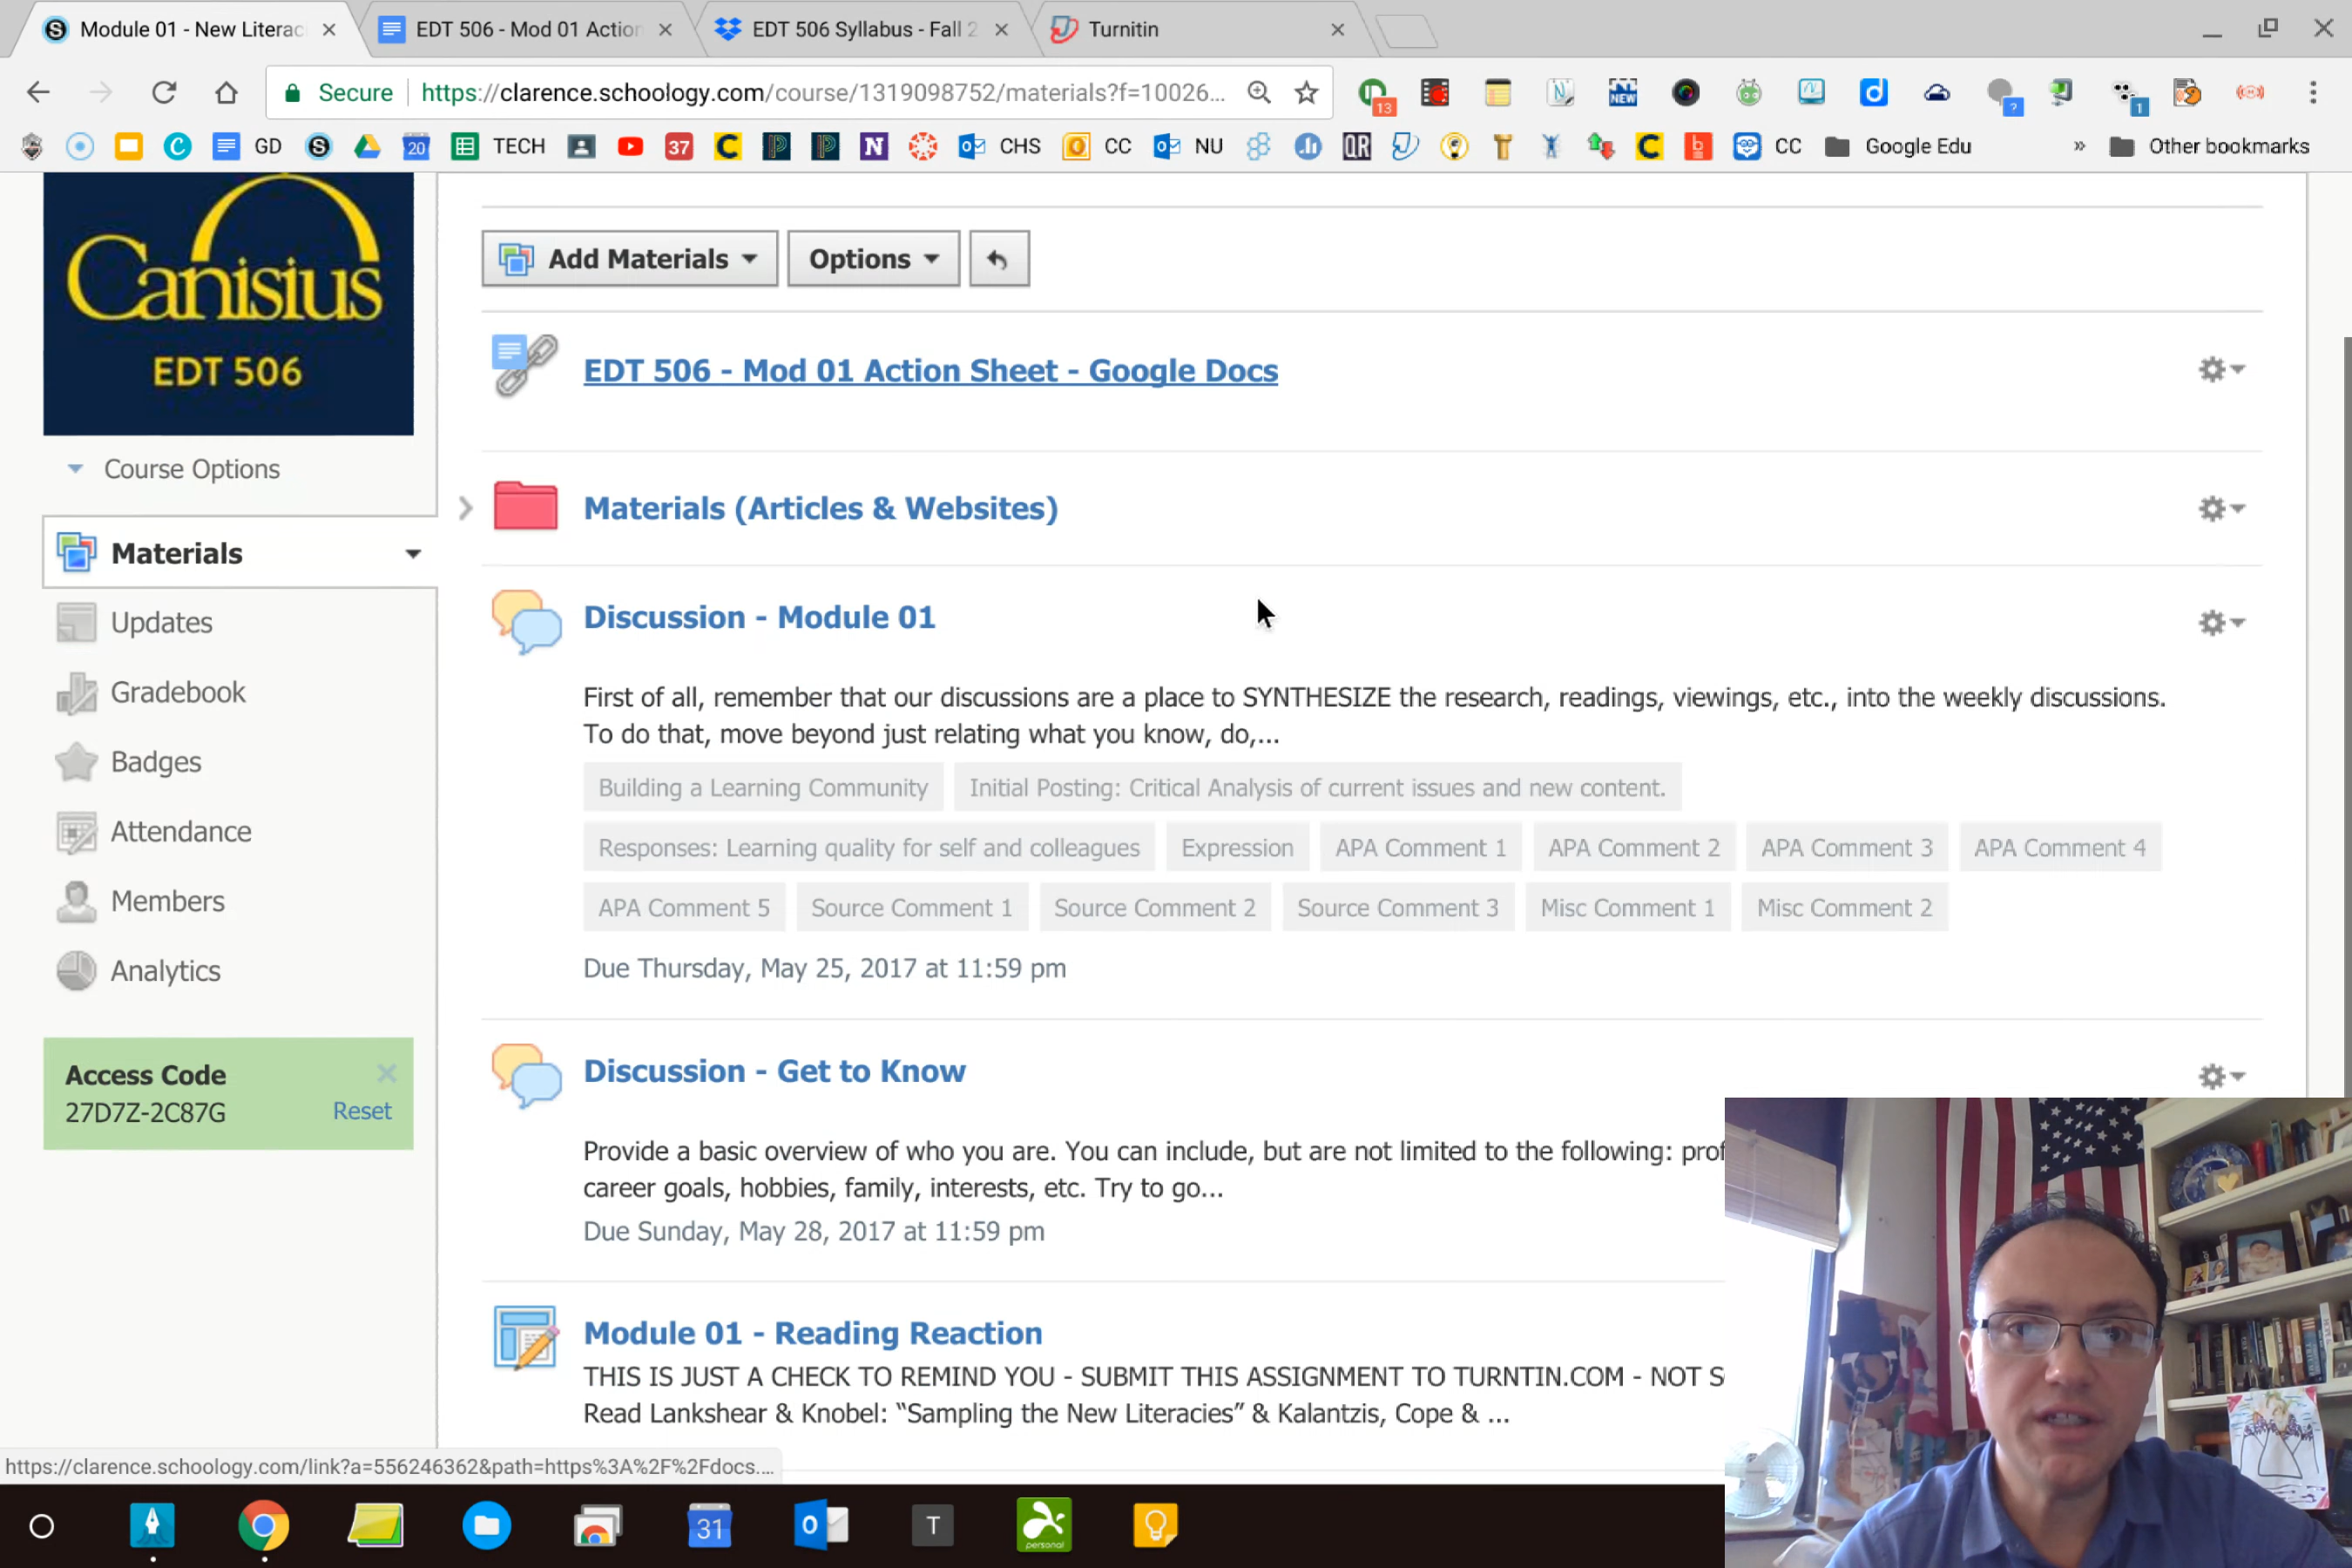 Module 01 - New Literac
EDT 506 - Mod 01 Action
EDT 506 Syllabus - Fall 2
Turnitin
Secure
https://clarence.schoology.com/course/1319098752/materials?f=10026...
13
NEW
?
1
GD
20
TECH
37
QR
CHS
CC
NU
CC
Google Edu
»
Other bookmarks
Canisius
EDT 506
Add Materials
Options
EDT 506 - Mod 01 Action Sheet - Google Docs
Course Options
Materials
Updates
Gradebook
Badges
Attendance
Members
Analytics
Access Code
27D7Z-2C87G
Reset
Materials (Articles & Websites)
Discussion - Module 01
First of all, remember that our discussions are a place to SYNTHESIZE the research, readings, viewings, etc., into the weekly discussions.
To do that, move beyond just relating what you know, do,...
Building a Learning Community
Initial Posting: Critical Analysis of current issues and new content.
Responses: Learning quality for self and colleagues
Expression
APA Comment 1
APA Comment 2
APA Comment 3
APA Comment 4
APA Comment 5
Source Comment 1
Source Comment 2
Source Comment 3
Misc Comment 1
Misc Comment 2
Due Thursday, May 25, 2017 at 11:59 pm
Discussion - Get to Know
Provide a basic overview of who you are. You can include, but are not limited to the following: prof
career goals, hobbies, family, interests, etc. Try to go...
Due Sunday, May 28, 2017 at 11:59 pm
Module 01 - Reading Reaction
THIS IS JUST A CHECK TO REMIND YOU - SUBMIT THIS ASSIGNMENT TO TURNTIN.COM - NOT S
Read Lankshear & Knobel: “Sampling the New Literacies” & Kalantzis, Cope & ...
https://clarence.schoology.com/link?a=556246362&path=https%3A%2F%2Fdocs....
31
T
personal